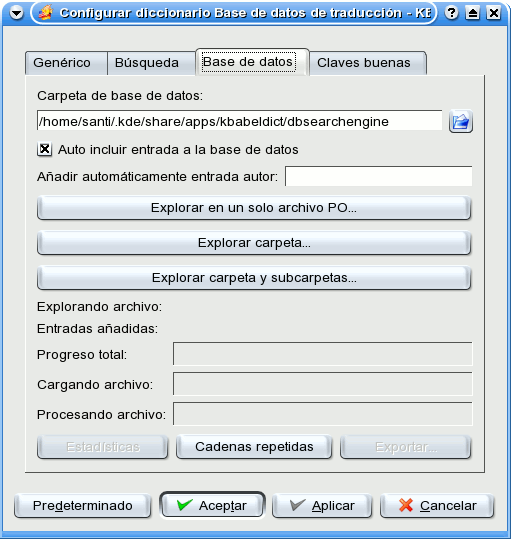 Configurar diccionario Base de datos de traducción - KB
Genérico Búsqueda Base de datos Claves buenas
Carpeta de base de datos:
/home/santi/.kde/share/apps/kbabeldict/dbsearchengine
Auto incluir entrada a la base de datos
Añadir automáticamente entrada autor:
Explorar en un solo archivo PO...
Explorar carpeta...
Explorar carpeta y subcarpetas...
Explorando archivo:
Entradas añadidas:
Progreso total:
Cargando archivo:
Procesando archivo:
Estadísticas Cadenas repetidas Exportar...
Predeterminado Aceptar Aplicar Cancelar